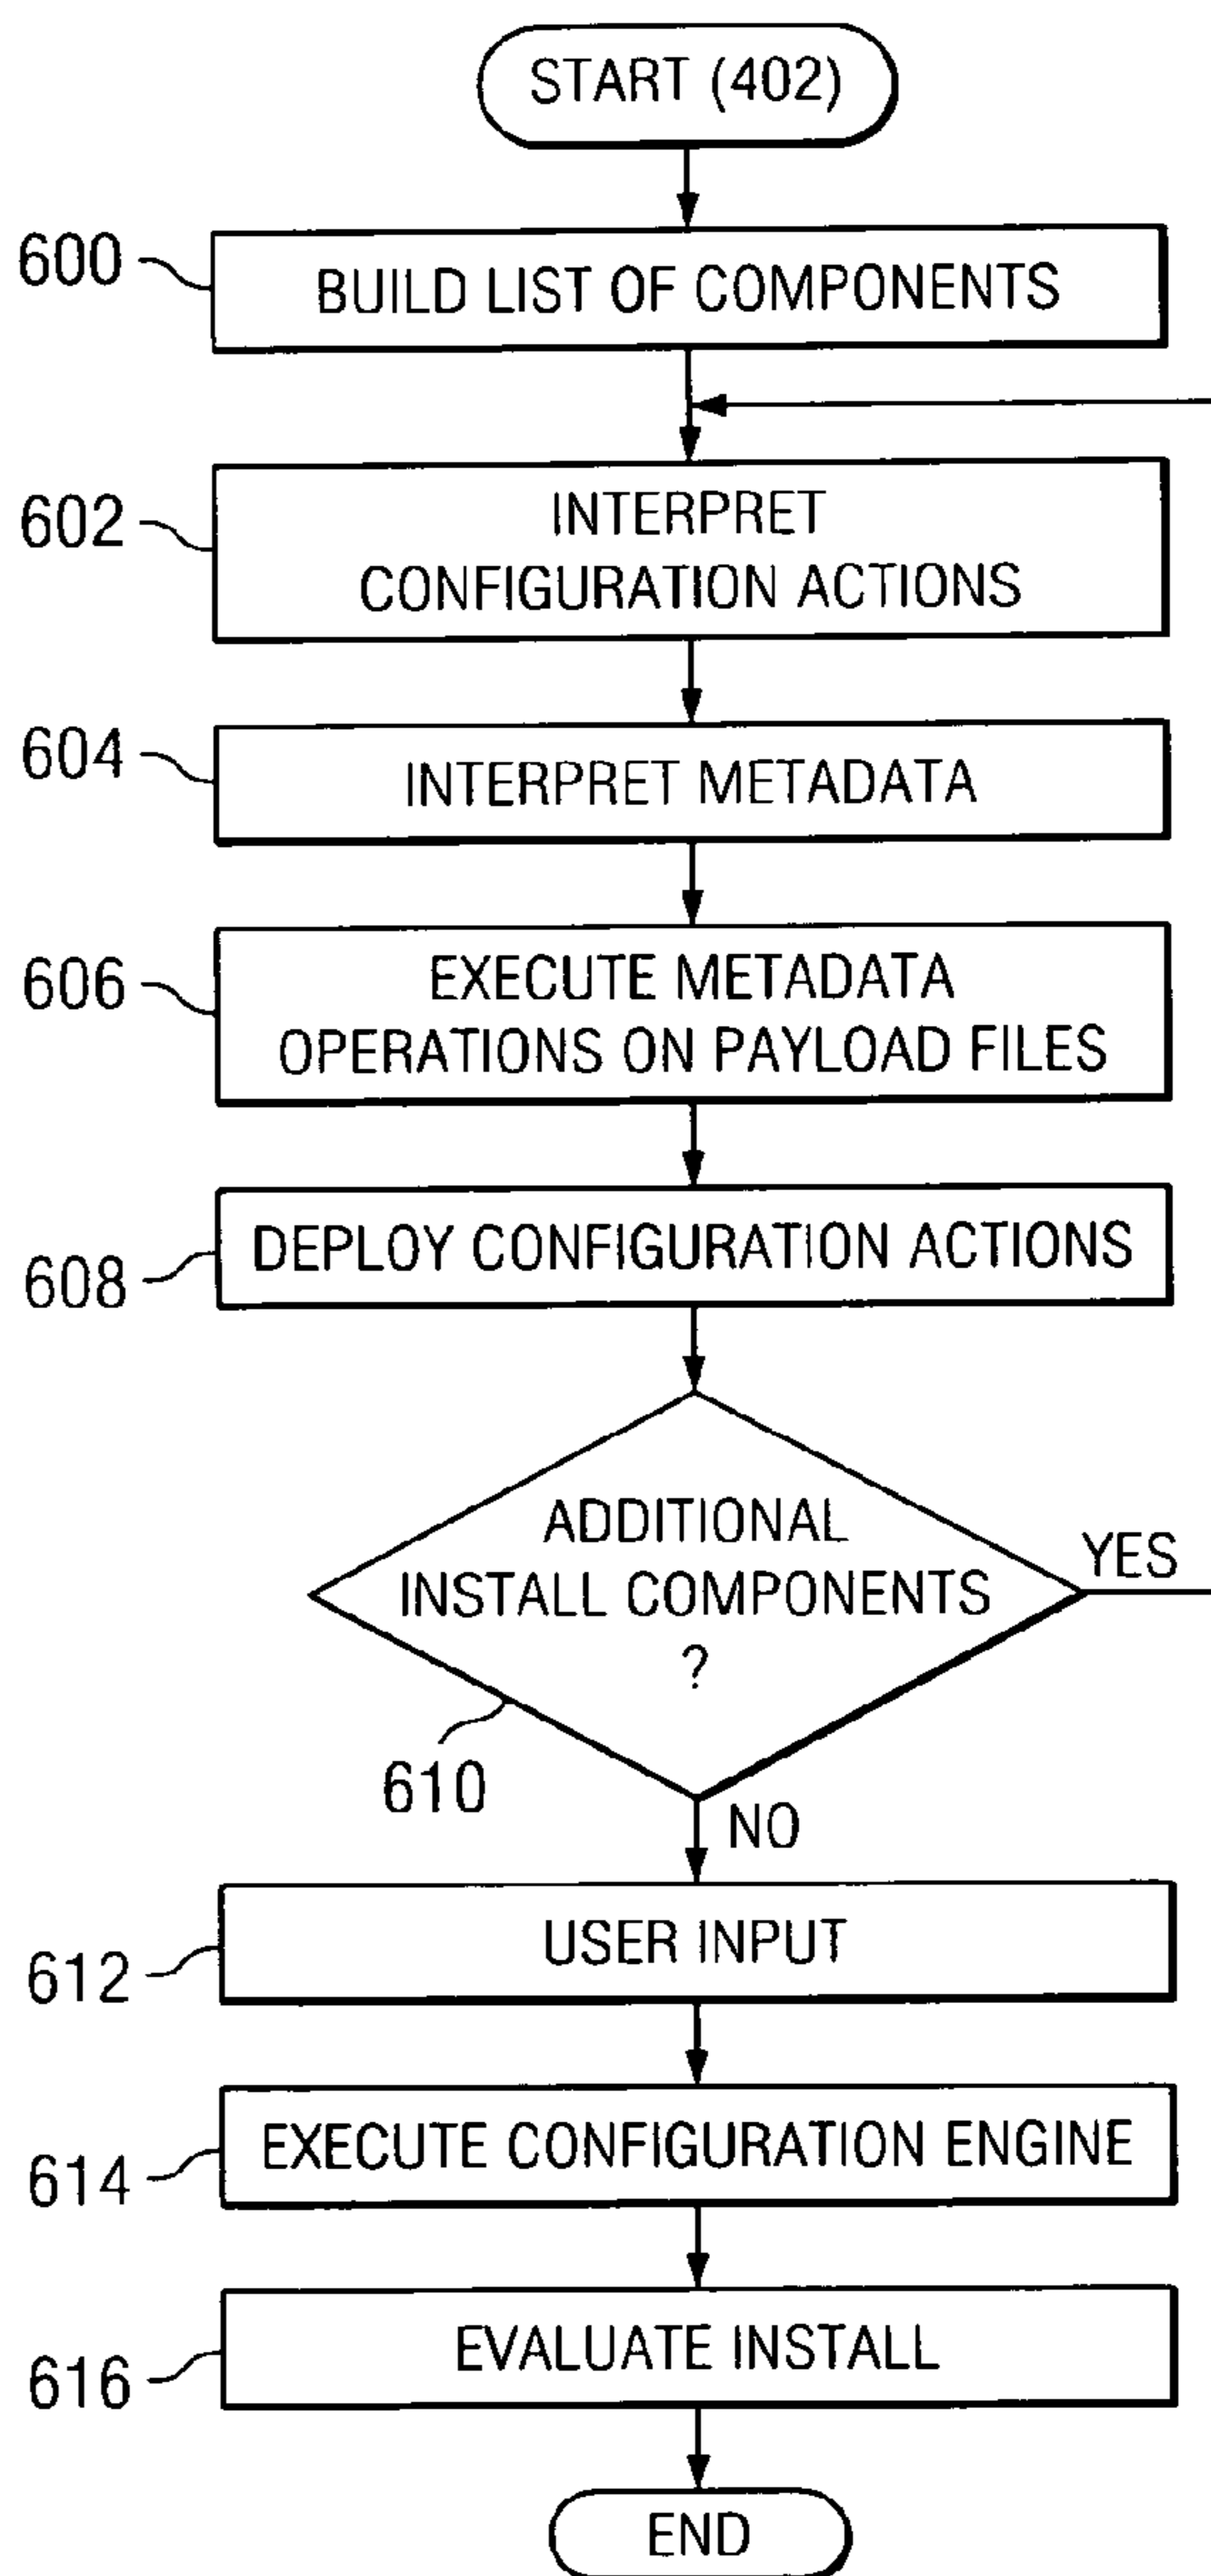 START (402)
600
BUILD LIST OF COMPONENTS
602
INTERPRET
CONFIGURATION ACTIONS
604
INTERPRET METADATA
606
EXECUTE METADATA
OPERATIONS ON PAYLOAD FILES
608
DEPLOY CONFIGURATION ACTIONS
ADDITIONAL
INSTALL COMPONENTS
?
YES
610
NO
612
USER INPUT
614
EXECUTE CONFIGURATION ENGINE
616
EVALUATE INSTALL
END